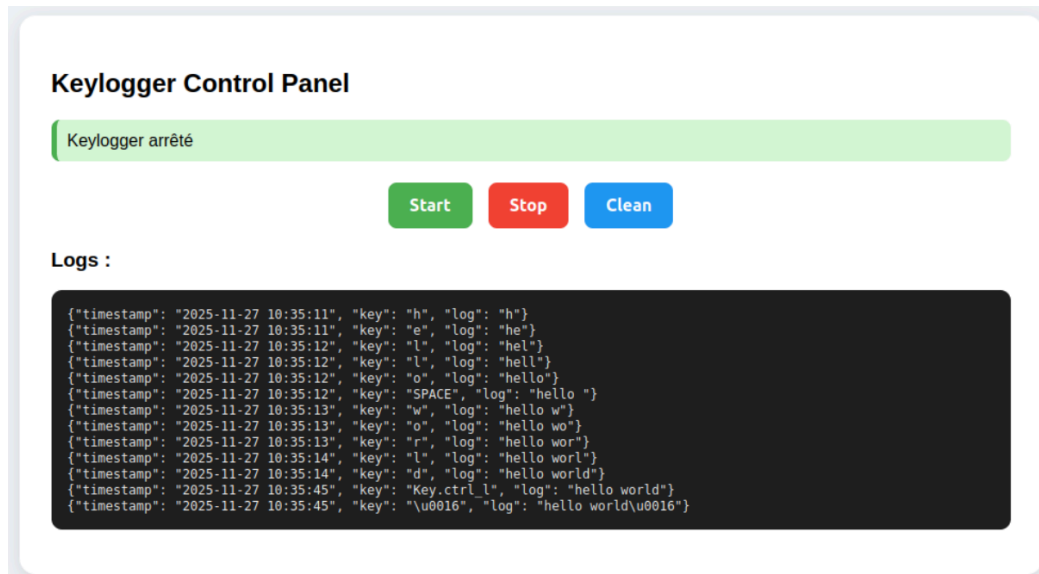 Keylogger Control Panel
Keylogger arrêté
Start Stop Clean
Logs :
{"timestamp": "2025-11-27 10:35:11", "key": "h", "log": "h"}
{"timestamp": "2025-11-27 10:35:11", "key": "e", "log": "he"}
{"timestamp": "2025-11-27 10:35:12", "key": "l", "log": "hel"}
{"timestamp": "2025-11-27 10:35:12", "key": "l", "log": "hell"}
{"timestamp": "2025-11-27 10:35:12", "key": "o", "log": "hello"}
{"timestamp": "2025-11-27 10:35:12", "key": "SPACE", "log": "hello "}
{"timestamp": "2025-11-27 10:35:13", "key": "w", "log": "hello w"}
{"timestamp": "2025-11-27 10:35:13", "key": "o", "log": "hello wo"}
{"timestamp": "2025-11-27 10:35:13", "key": "r", "log": "hello wor"}
{"timestamp": "2025-11-27 10:35:14", "key": "l", "log": "hello worl"}
{"timestamp": "2025-11-27 10:35:14", "key": "d", "log": "hello world"}
{"timestamp": "2025-11-27 10:35:45", "key": "Key.ctrl_l", "log": "hello world"}
{"timestamp": "2025-11-27 10:35:45", "key": "\u0016", "log": "hello world\u0016"}